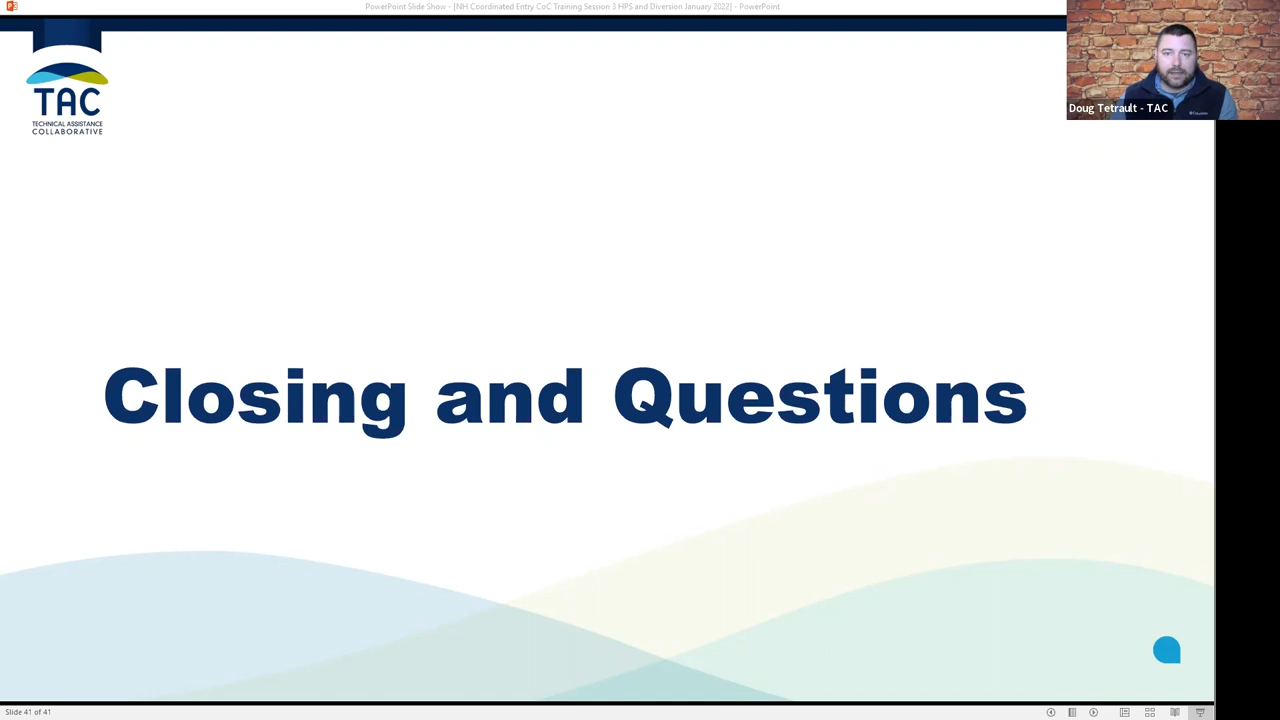 PowerPoint Slide Show - [NH Coordinated Entry CoC Training Session 3 HPS and Diversion January 2022] - PowerPoint
Doug Tetrault - TAC
TAC
TECHNICAL ASSISTANCE
COLLABORATIVE
Closing and Questions
Slide 41 of 41